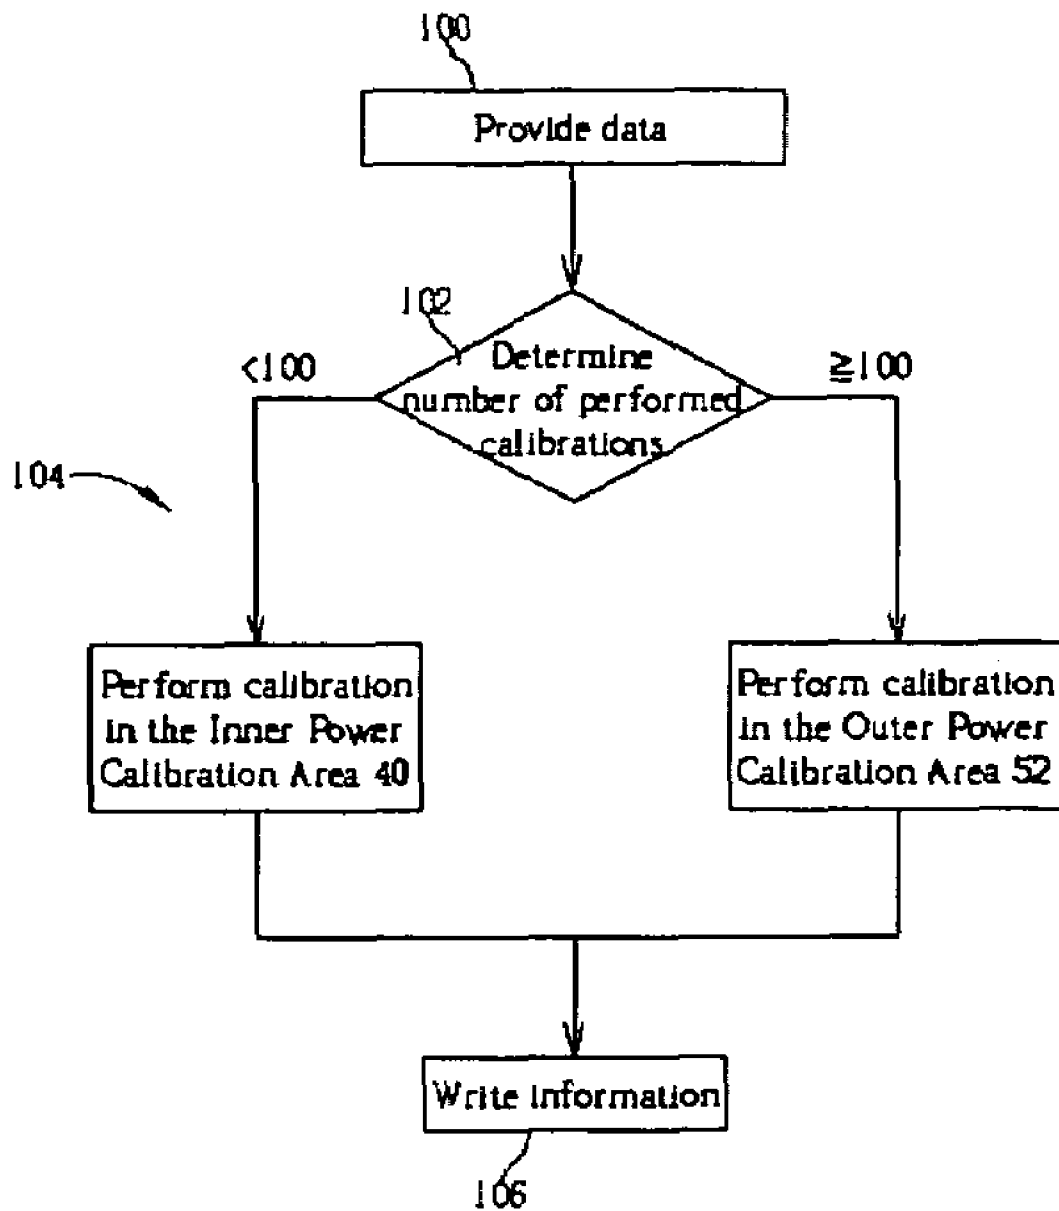 100
Provide data
102
Determine
number of performed
calibrations
<100
≧100
104
Perform calibration
in the Inner Power
Calibration Area 40
Perform calibration
in the Outer Power
Calibration Area 52
Write information
106